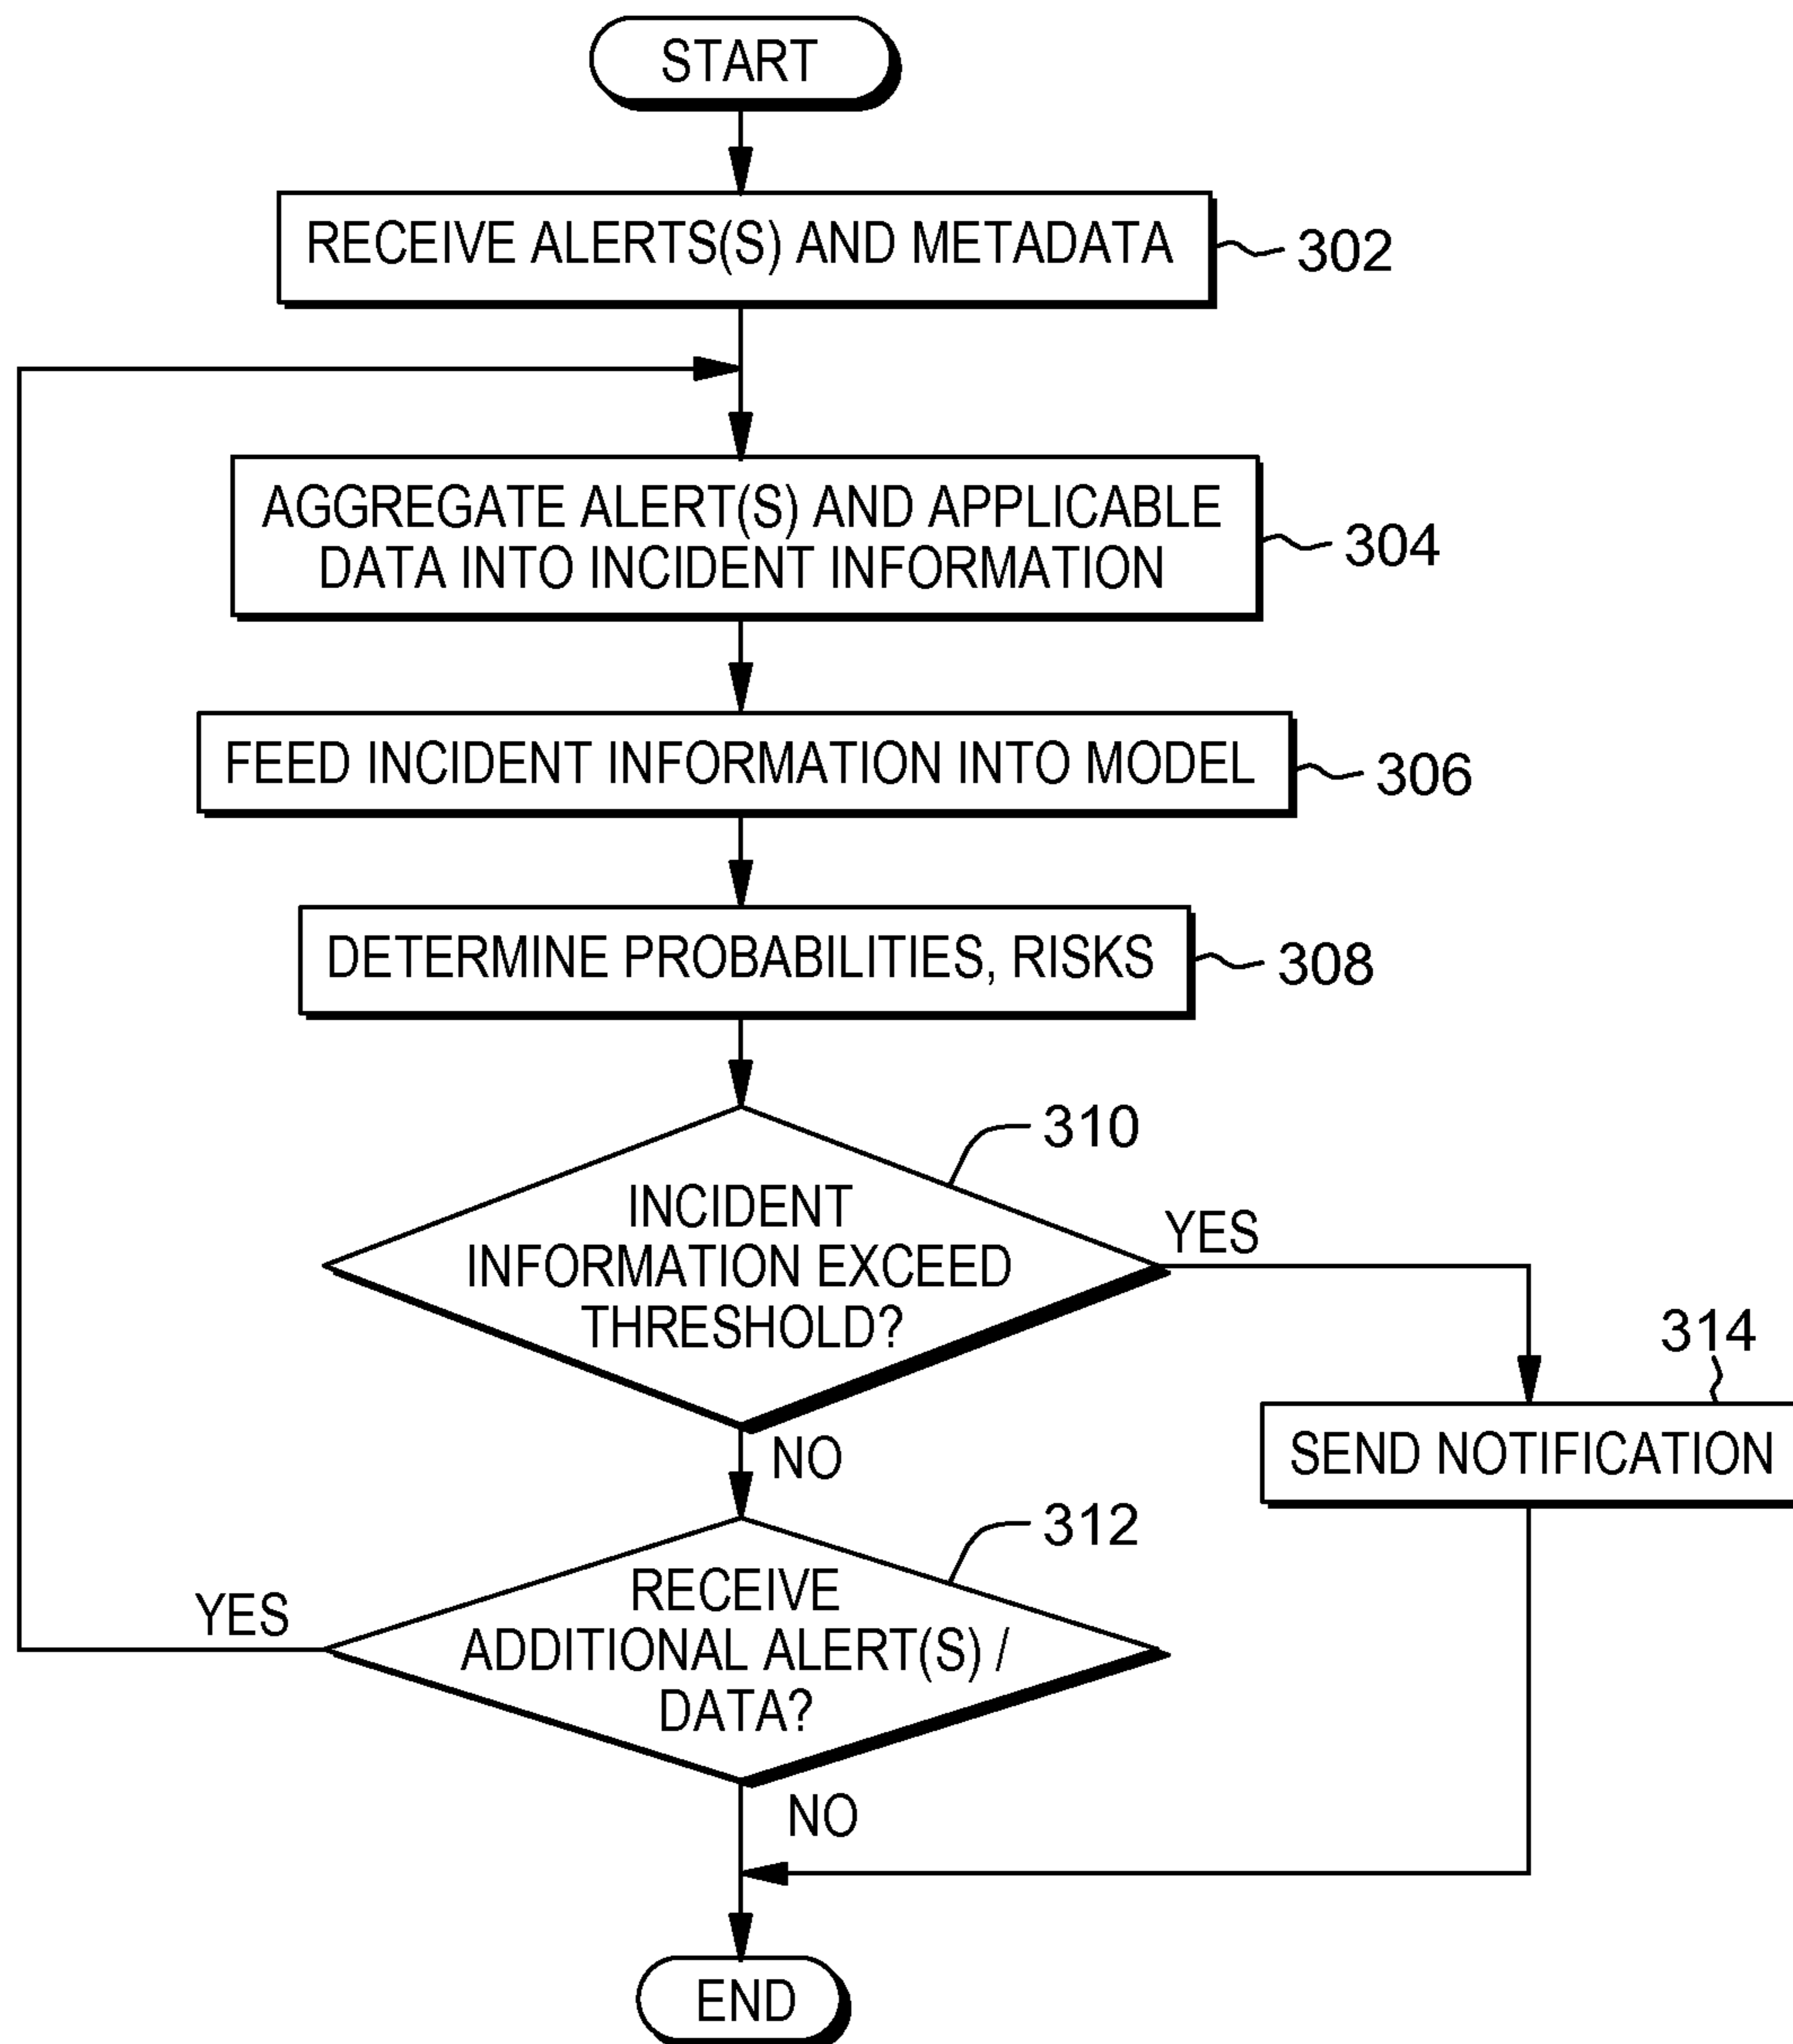 START
RECEIVE ALERTS(S) AND METADATA
302
AGGREGATE ALERT(S) AND APPLICABLE
DATA INTO INCIDENT INFORMATION
304
FEED INCIDENT INFORMATION INTO MODEL
306
DETERMINE PROBABILITIES, RISKS
308
310
INCIDENT
INFORMATION EXCEED
THRESHOLD?
YES
314
SEND NOTIFICATION
NO
312
RECEIVE
ADDITIONAL ALERT(S) /
DATA?
YES
NO
END